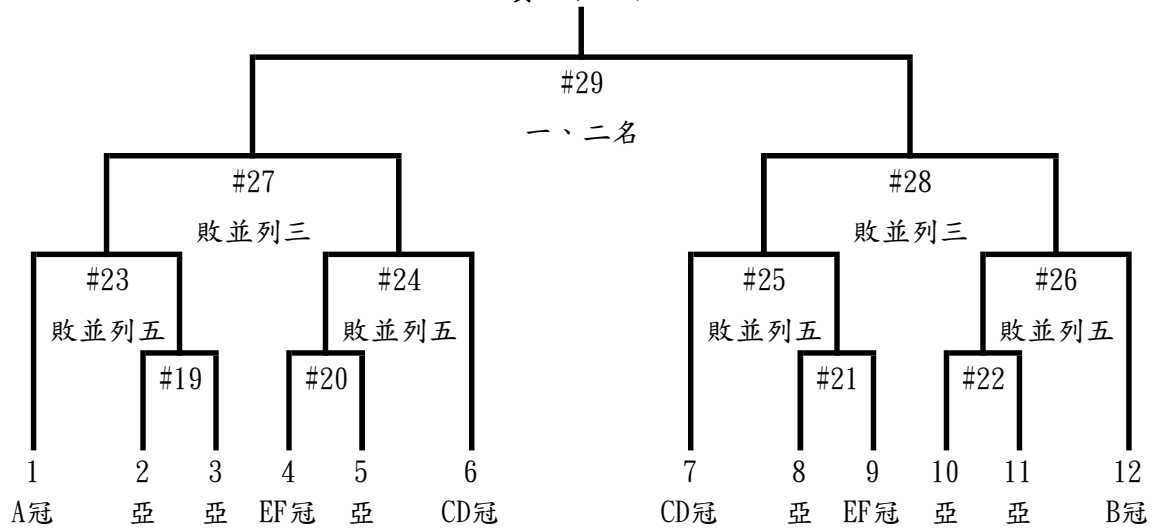 #29
一、二名
#27 #28
敗並列三 敗並列三
#23 #24 #25 #26
敗並列五 敗並列五 敗並列五 敗並列五
#19 #20 #21 #22
1 2 3 4 5 6 7 8 9 10 11 12
A冠 亞 亞 EF冠 亞 CD冠 CD冠 亞 EF冠 亞 亞 B冠